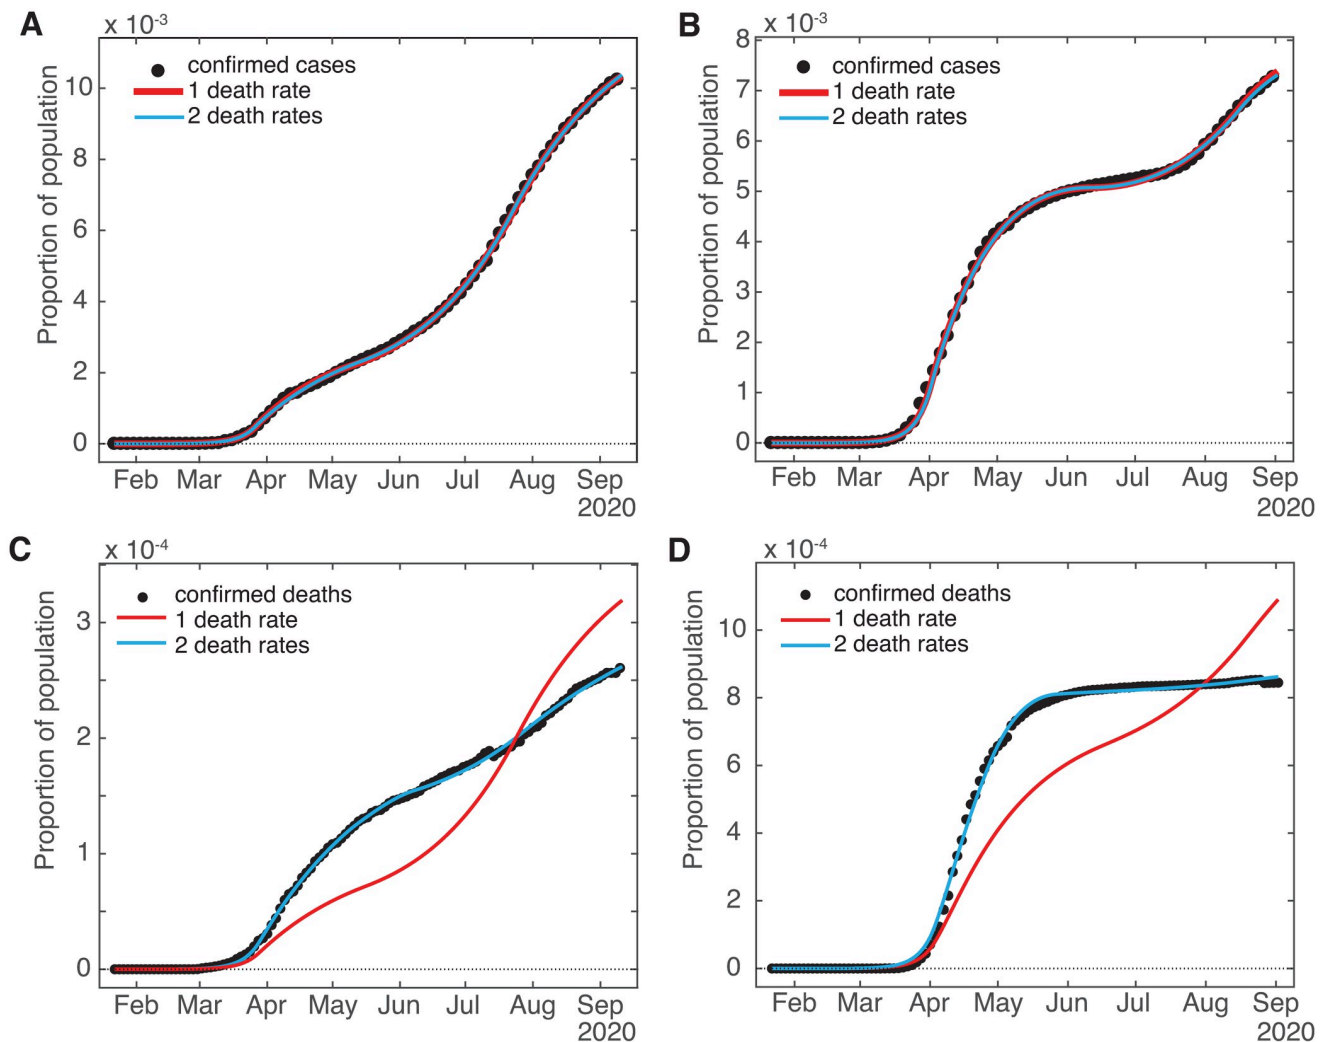 A
x 10-3
confirmed cases
1 death rate
2 death rates
Proportion of population
10
8
6
4
2
0
Feb Mar Apr May Jun Jul Aug Sep
2020
B
x 10-3
confirmed cases
1 death rate
2 death rates
Proportion of population
8
7
6
5
4
3
2
1
0
Feb Mar Apr May Jun Jul Aug Sep
2020
C
x 10-4
confirmed deaths
1 death rate
2 death rates
Proportion of population
3
2
1
0
Feb Mar Apr May Jun Jul Aug Sep
2020
D
x 10-4
confirmed deaths
1 death rate
2 death rates
Proportion of population
10
8
6
4
2
0
Feb Mar Apr May Jun Jul Aug Sep
2020